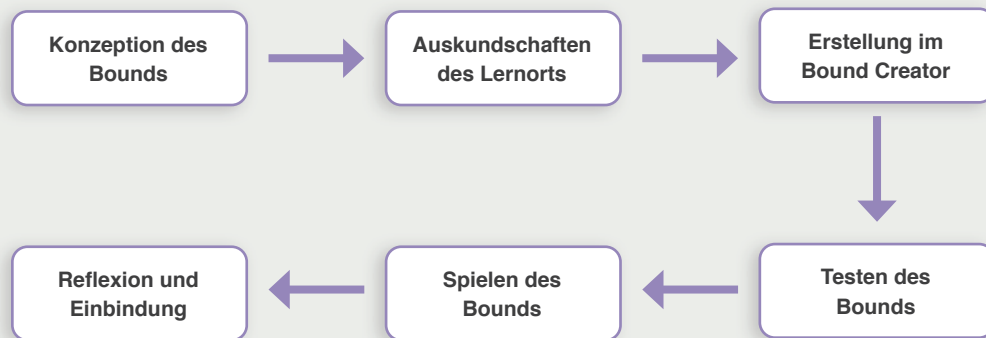 Konzeption des
Bounds
Auskundschaften
des Lernorts
Erstellung im
Bound Creator
Testen des
Bounds
Spielen des
Bounds
Reflexion und
Einbindung